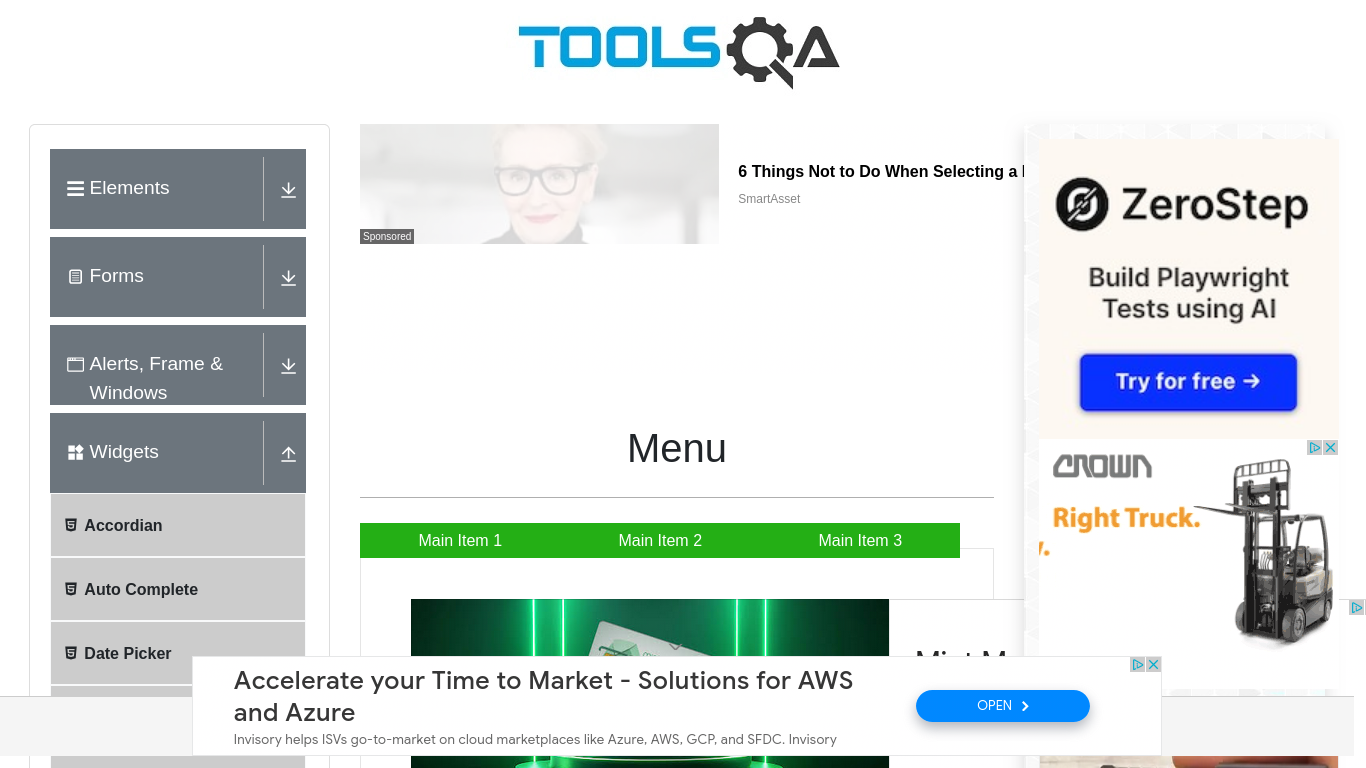 TOOLSQA
Elements
Forms
Alerts, Frame &
Windows
Widgets
Accordian
Auto Complete
Date Picker
Sponsored
6 Things Not to Do When Selecting a
SmartAsset
Menu
Main Item 1
Main Item 2
Main Item 3
ZeroStep
Build Playwright
Tests using AI
Try for free →
CROWN
Right Truck.
Accelerate your Time to Market - Solutions for AWS
and Azure
Invisory helps ISVs go-to-market on cloud marketplaces like Azure, AWS, GCP, and SFDC. Invisory
OPEN